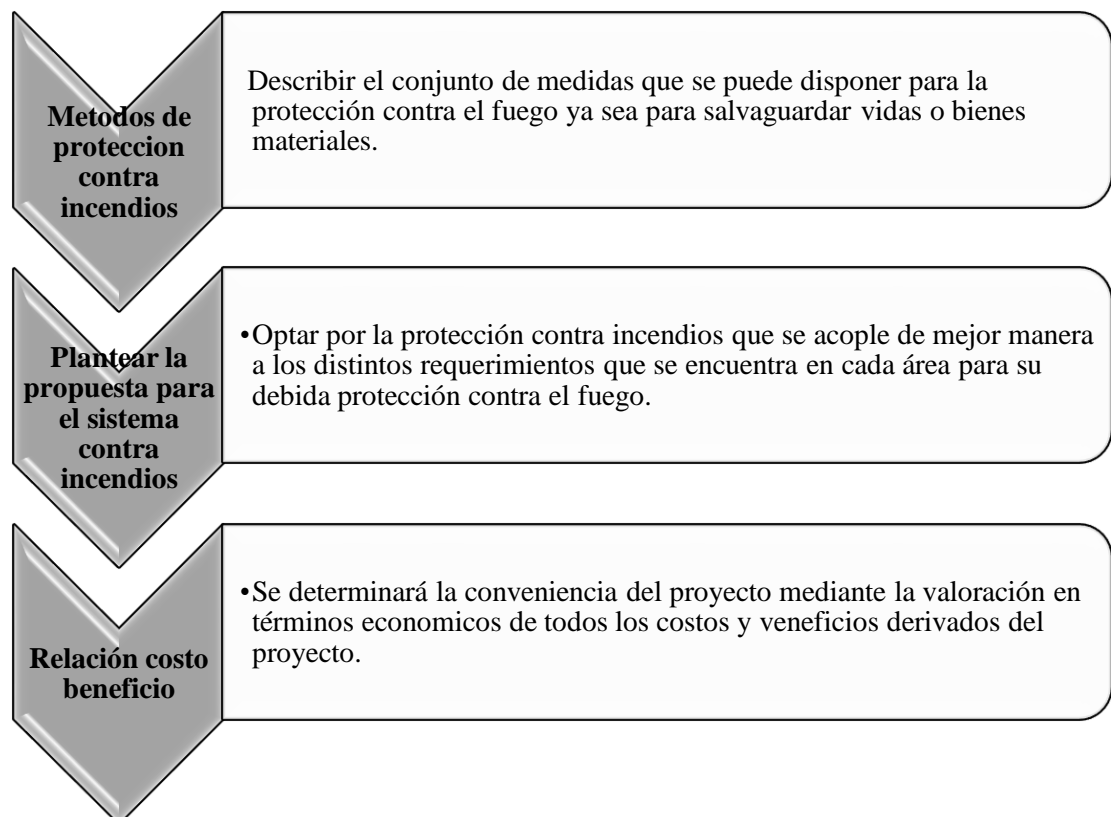 Metodos de
proteccion
contra
incendios
Describir el conjunto de medidas que se puede disponer para la
protección contra el fuego ya sea para salvaguardar vidas o bienes
materiales.
Plantear la
propuesta para
el sistema
contra
incendios
•Optar por la protección contra incendios que se acople de mejor manera
a los distintos requerimientos que se encuentra en cada área para su
debida protección contra el fuego.
Relación costo
beneficio
•Se determinará la conveniencia del proyecto mediante la valoración en
términos economicos de todos los costos y veneficios derivados del
proyecto.